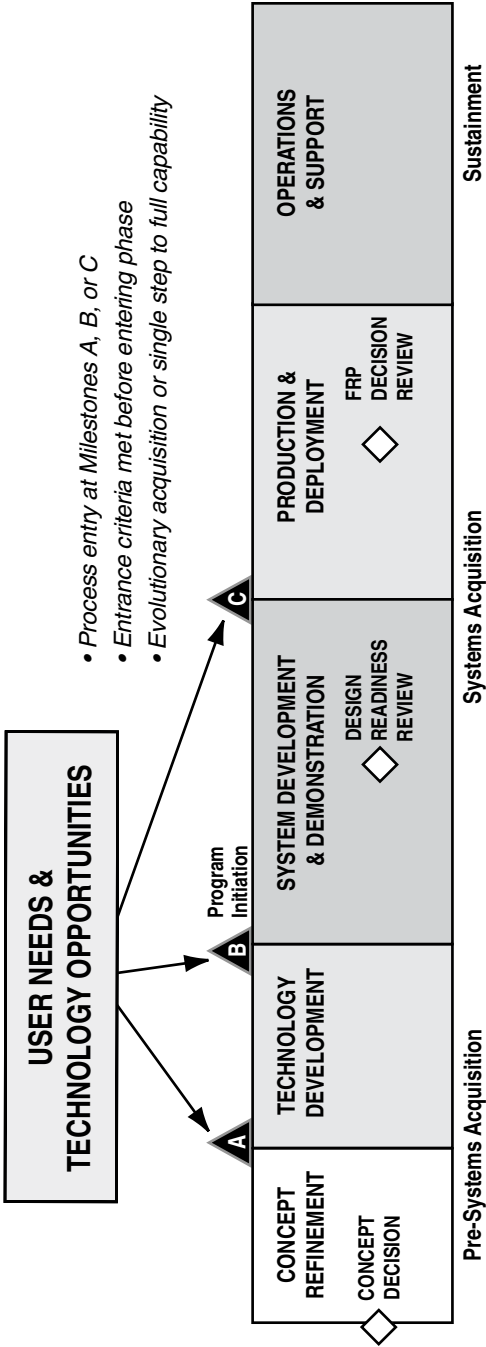 USER NEEDS &
TECHNOLOGY OPPORTUNITIES
• Process entry at Milestones A, B, or C
• Entrance criteria met before entering phase
• Evolutionary acquisition or single step to full capability
A
B
Program
Initiation
C
CONCEPT
REFINEMENT
CONCEPT
DECISION
TECHNOLOGY
DEVELOPMENT
SYSTEM DEVELOPMENT
& DEMONSTRATION
DESIGN
READINESS
REVIEW
PRODUCTION &
DEPLOYMENT
FRP
DECISION
REVIEW
OPERATIONS
& SUPPORT
Pre-Systems Acquisition
Systems Acquisition
Sustainment